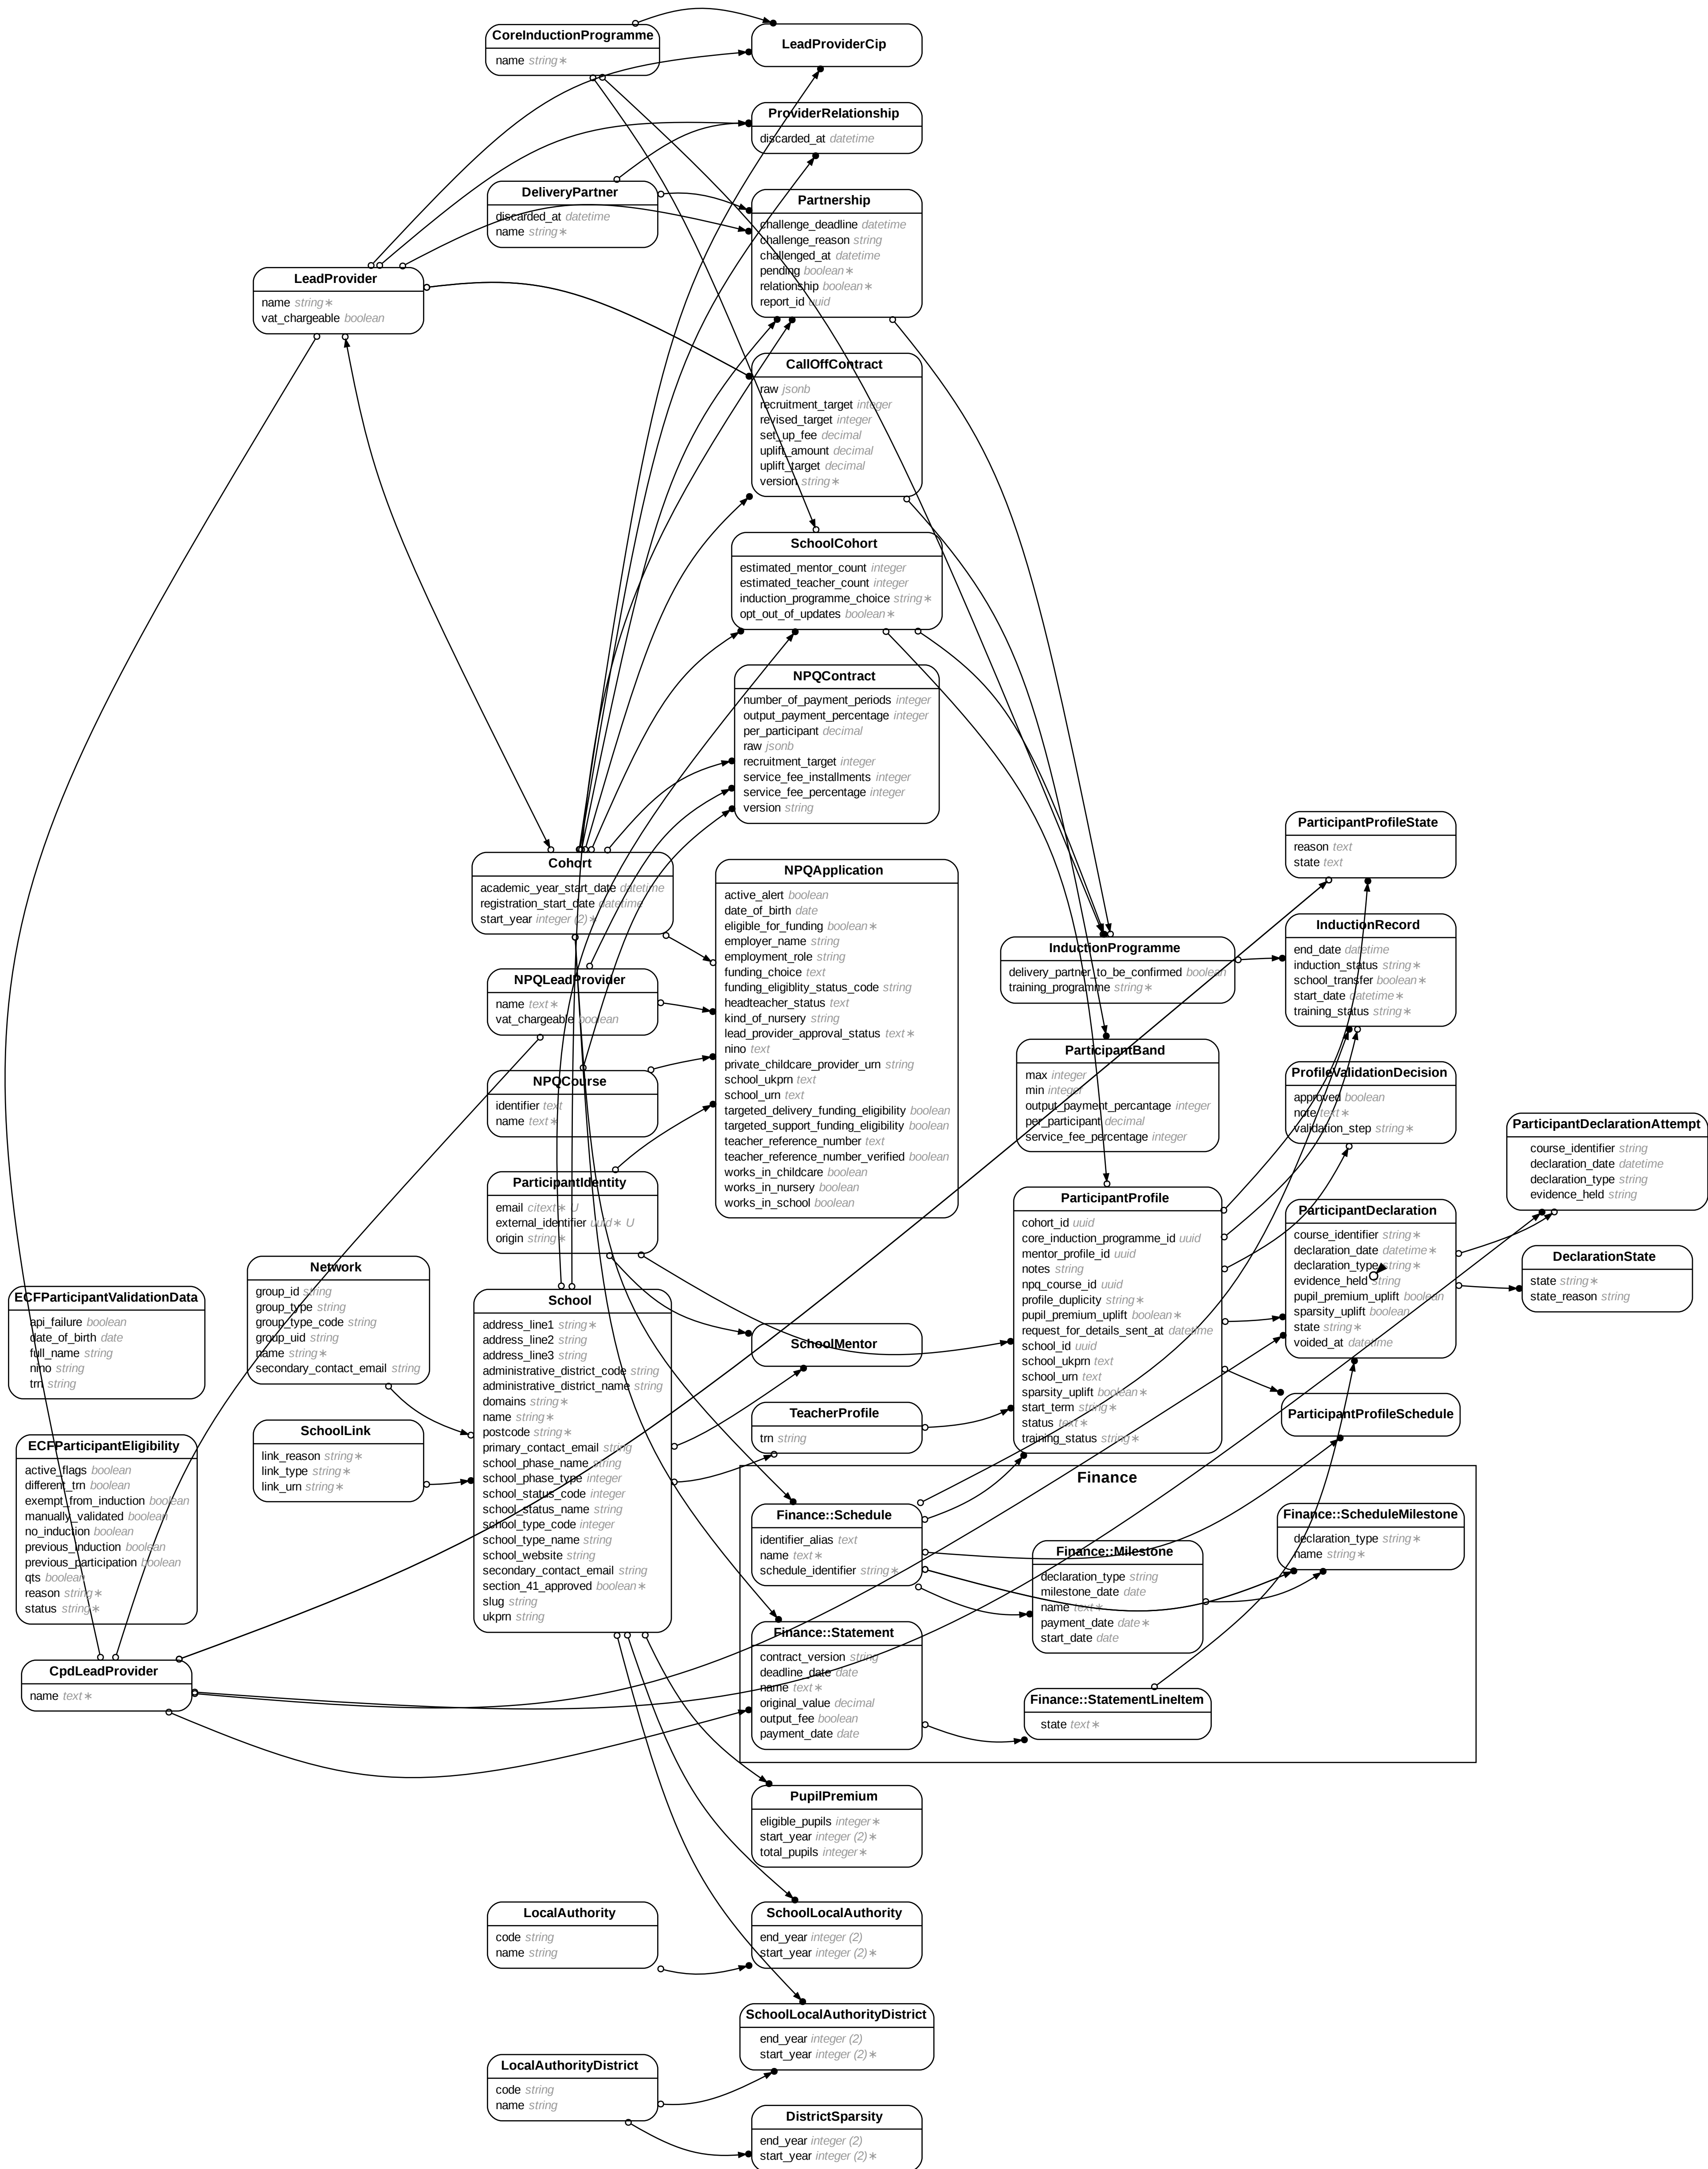 CoreInductionProgramme
name string∗
LeadProviderCip
ProviderRelationship
discarded_at datetime
DeliveryPartner
discarded_at datetime
name string∗
Partnership
challenge_deadline datetime
challenge_reason string
challenged_at datetime
pending boolean∗
relationship boolean∗
report_id uuid
LeadProvider
name string∗
vat_chargeable boolean
CallOffContract
raw jsonb
recruitment_target integer
revised_target integer
set_up_fee decimal
uplift_amount decimal
uplift_target decimal
version string∗
SchoolCohort
estimated_mentor_count integer
estimated_teacher_count integer
induction_programme_choice string∗
opt_out_of_updates boolean∗
NPQContract
number_of_payment_periods integer
output_payment_percentage integer
per_participant decimal
raw jsonb
recruitment_target integer
service_fee_installments integer
service_fee_percentage integer
version string
Cohort
academic_year_start_date datetime
registration_start_date datetime
start_year integer (2)∗
NPQApplication
active_alert boolean
date_of_birth date
eligible_for_funding boolean∗
employer_name string
employment_role string
funding_choice text
funding_eligiblity_status_code string
headteacher_status text
kind_of_nursery string
lead_provider_approval_status text∗
nino text
private_childcare_provider_urn string
school_ukprn text
school_urn text
targeted_delivery_funding_eligibility boolean
targeted_support_funding_eligibility boolean
teacher_reference_number text
teacher_reference_number_verified boolean
works_in_childcare boolean
works_in_nursery boolean
works_in_school boolean
NPQLeadProvider
name text∗
vat_chargeable boolean
NPQCourse
identifier text
name text∗
ParticipantIdentity
email citext∗ U
external_identifier uuid∗ U
origin string∗
InductionProgramme
delivery_partner_to_be_confirmed boolean
training_programme string∗
ParticipantBand
max integer
min integer
output_payment_percantage integer
per_participant decimal
service_fee_percentage integer
ParticipantProfileState
reason text
state text
InductionRecord
end_date datetime
induction_status string∗
school_transfer boolean∗
start_date datetime∗
training_status string∗
ProfileValidationDecision
approved boolean
note text∗
validation_step string∗
ParticipantDeclarationAttempt
course_identifier string
declaration_date datetime
declaration_type string
evidence_held string
ParticipantProfile
cohort_id uuid
core_induction_programme_id uuid
mentor_profile_id uuid
notes string
npq_course_id uuid
profile_duplicity string∗
pupil_premium_uplift boolean∗
request_for_details_sent_at datetime
school_id uuid
school_ukprn text
school_urn text
sparsity_uplift boolean∗
start_term string∗
status text∗
training_status string∗
ParticipantDeclaration
course_identifier string∗
declaration_date datetime∗
declaration_type string∗
evidence_held string
pupil_premium_uplift boolean
sparsity_uplift boolean
state string∗
voided_at datetime
DeclarationState
state string∗
state_reason string
ParticipantProfileSchedule
ECFParticipantValidationData
api_failure boolean
date_of_birth date
full_name string
nino string
trn string
Network
group_id string
group_type string
group_type_code string
group_uid string
name string∗
secondary_contact_email string
School
address_line1 string∗
address_line2 string
address_line3 string
administrative_district_code string
administrative_district_name string
domains string∗
name string∗
postcode string∗
primary_contact_email string
school_phase_name string
school_phase_type integer
school_status_code integer
school_status_name string
school_type_code integer
school_type_name string
school_website string
secondary_contact_email string
section_41_approved boolean∗
slug string
ukprn string
SchoolMentor
TeacherProfile
trn string
SchoolLink
link_reason string∗
link_type string∗
link_urn string∗
ECFParticipantEligibility
active_flags boolean
different_trn boolean
exempt_from_induction boolean
manually_validated boolean
no_induction boolean
previous_induction boolean
previous_participation boolean
qts boolean
reason string∗
status string∗
CpdLeadProvider
name text∗
Finance
Finance::Schedule
identifier_alias text
name text∗
schedule_identifier string∗
Finance::Milestone
declaration_type string
milestone_date date
name text∗
payment_date date∗
start_date date
Finance::ScheduleMilestone
declaration_type string∗
name string∗
Finance::Statement
contract_version string
deadline_date date
name text∗
original_value decimal
output_fee boolean
payment_date date
Finance::StatementLineItem
state text∗
PupilPremium
eligible_pupils integer∗
start_year integer (2)∗
total_pupils integer∗
LocalAuthority
code string
name string
SchoolLocalAuthority
end_year integer (2)
start_year integer (2)∗
SchoolLocalAuthorityDistrict
end_year integer (2)
start_year integer (2)∗
LocalAuthorityDistrict
code string
name string
DistrictSparsity
end_year integer (2)
start_year integer (2)∗